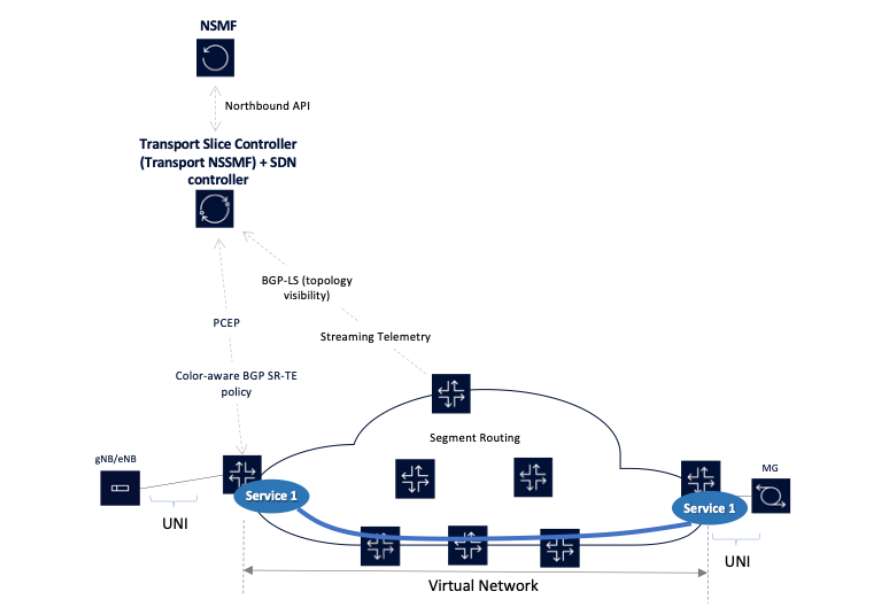 NSMF
Northbound API
Transport Slice Controller
(Transport NSSMF) + SDN
controller
BGP-LS (topology
visibility)
PCEP
Streaming Telemetry
Color-aware BGP SR-TE
policy
Segment Routing
gNB/eNB
MG
Service 1
Service 1
UNI
UNI
Virtual Network